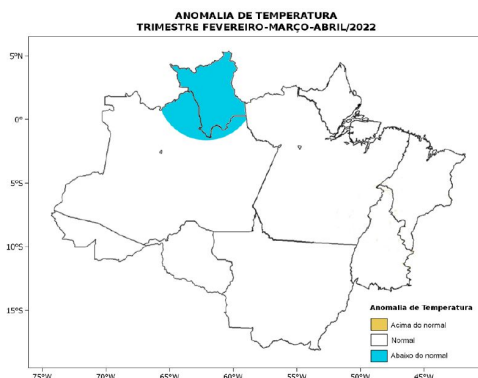 ANOMALIA DE TEMPERATURA
TRIMESTRE FEVEREIRO-MARÇO-ABRIL/2022
5°N
0°
5°S
10°S
15°S
Anomalia de Temperatura
Acima do normal
Normal
Abaixo do normal
75°W
70°W
65°W
60°W
55°W
50°W
45°W